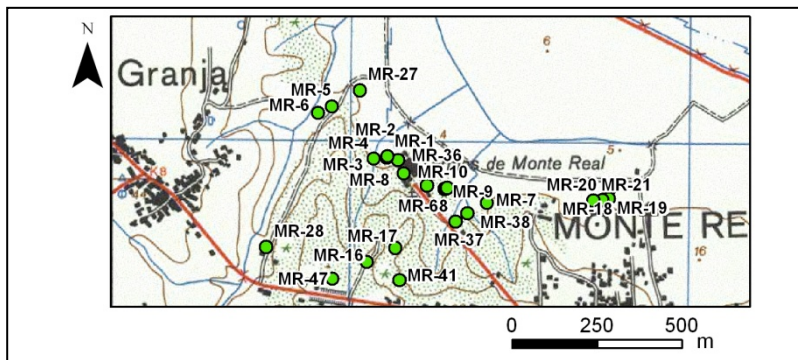 N
6
Granja
MR-27
MR-5
MR-6
MR-2
MR-4
MR-1
4
MR-3
MR-36
5
s de Monte Real
MR-8
MR-10
K8
MR-9
MR-20
MR-21
MR-68
MR-7
MR-18
MR-19
MR-38
MONTE RE
MR-28
MR-17
MR-37
MR-16
16
MR-47
MR-41
0 250 500
m